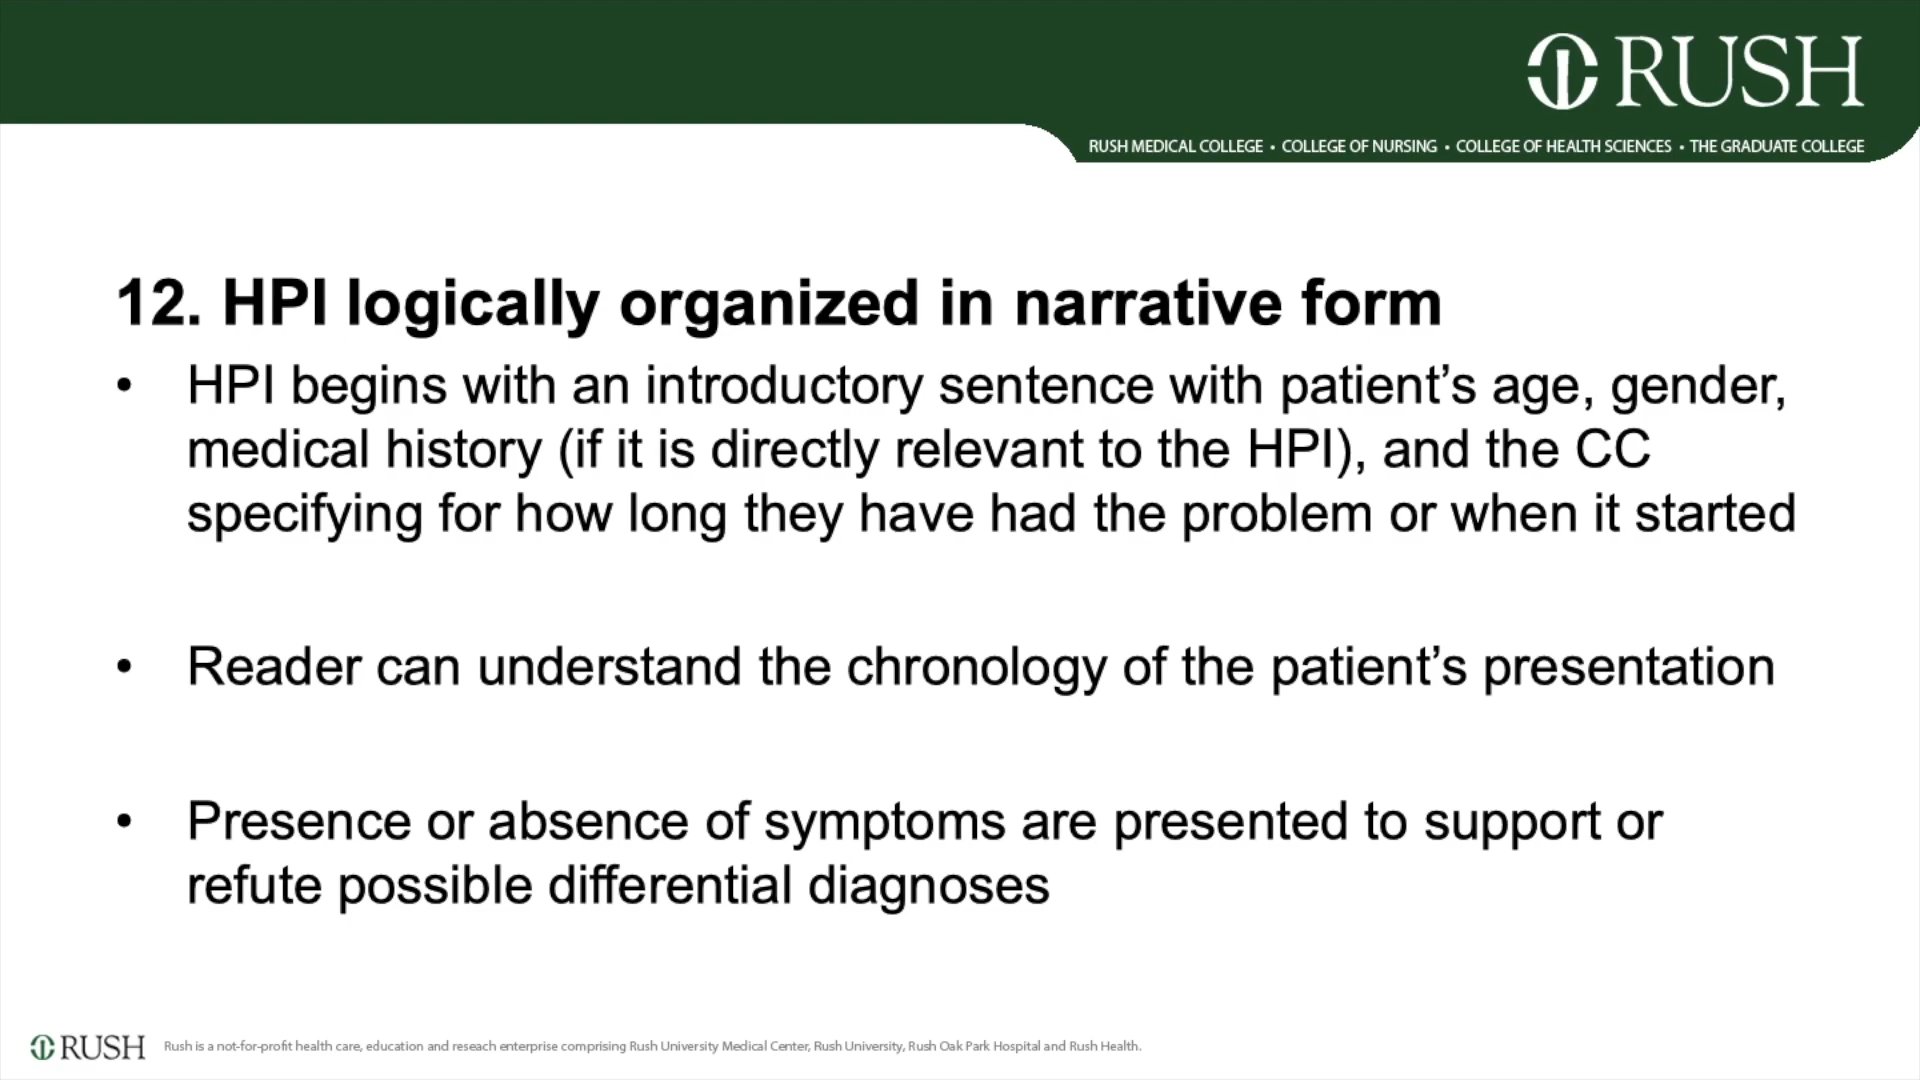 RUSH
RUSH MEDICAL COLLEGE • COLLEGE OF NURSING • COLLEGE OF HEALTH SCIENCES • THE GRADUATE COLLEGE
12. HPI logically organized in narrative form
• HPI begins with an introductory sentence with patient’s age, gender,
medical history (if it is directly relevant to the HPI), and the CC
specifying for how long they have had the problem or when it started
• Reader can understand the chronology of the patient’s presentation
• Presence or absence of symptoms are presented to support or
refute possible differential diagnoses
RUSH Rush is a not-for-profit health care, education and reseach enterprise comprising Rush University Medical Center, Rush University, Rush Oak Park Hospital and Rush Health.